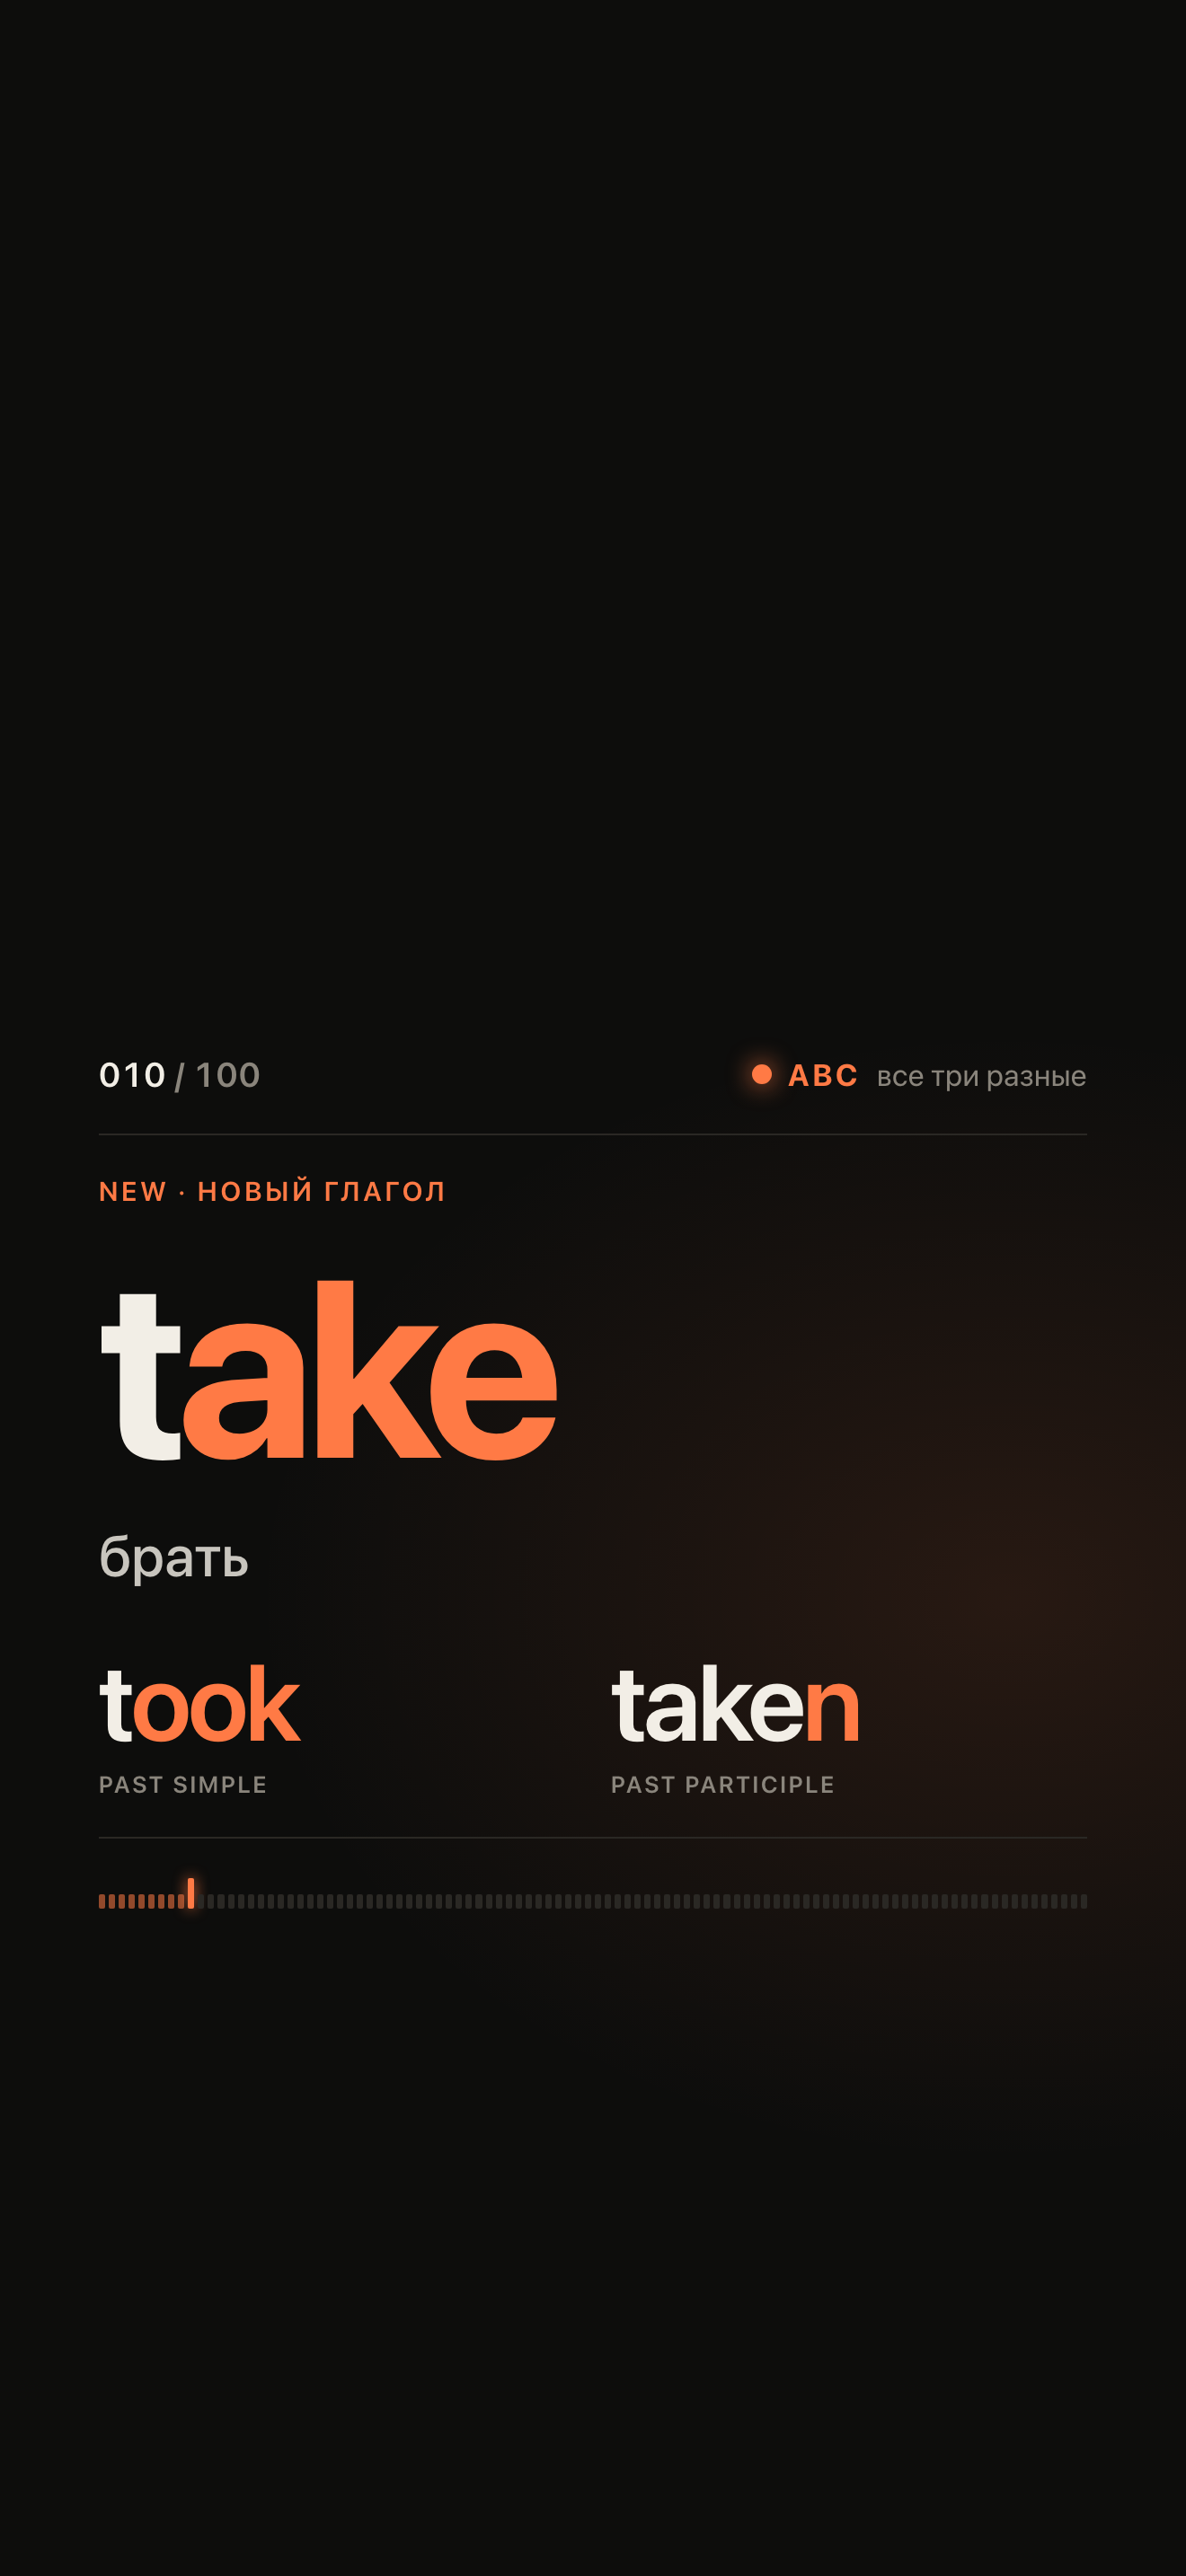 010 / 100
ABC все три разные
NEW · НОВЫЙ ГЛАГОЛ
take
брать
took
taken
PAST SIMPLE
PAST PARTICIPLE